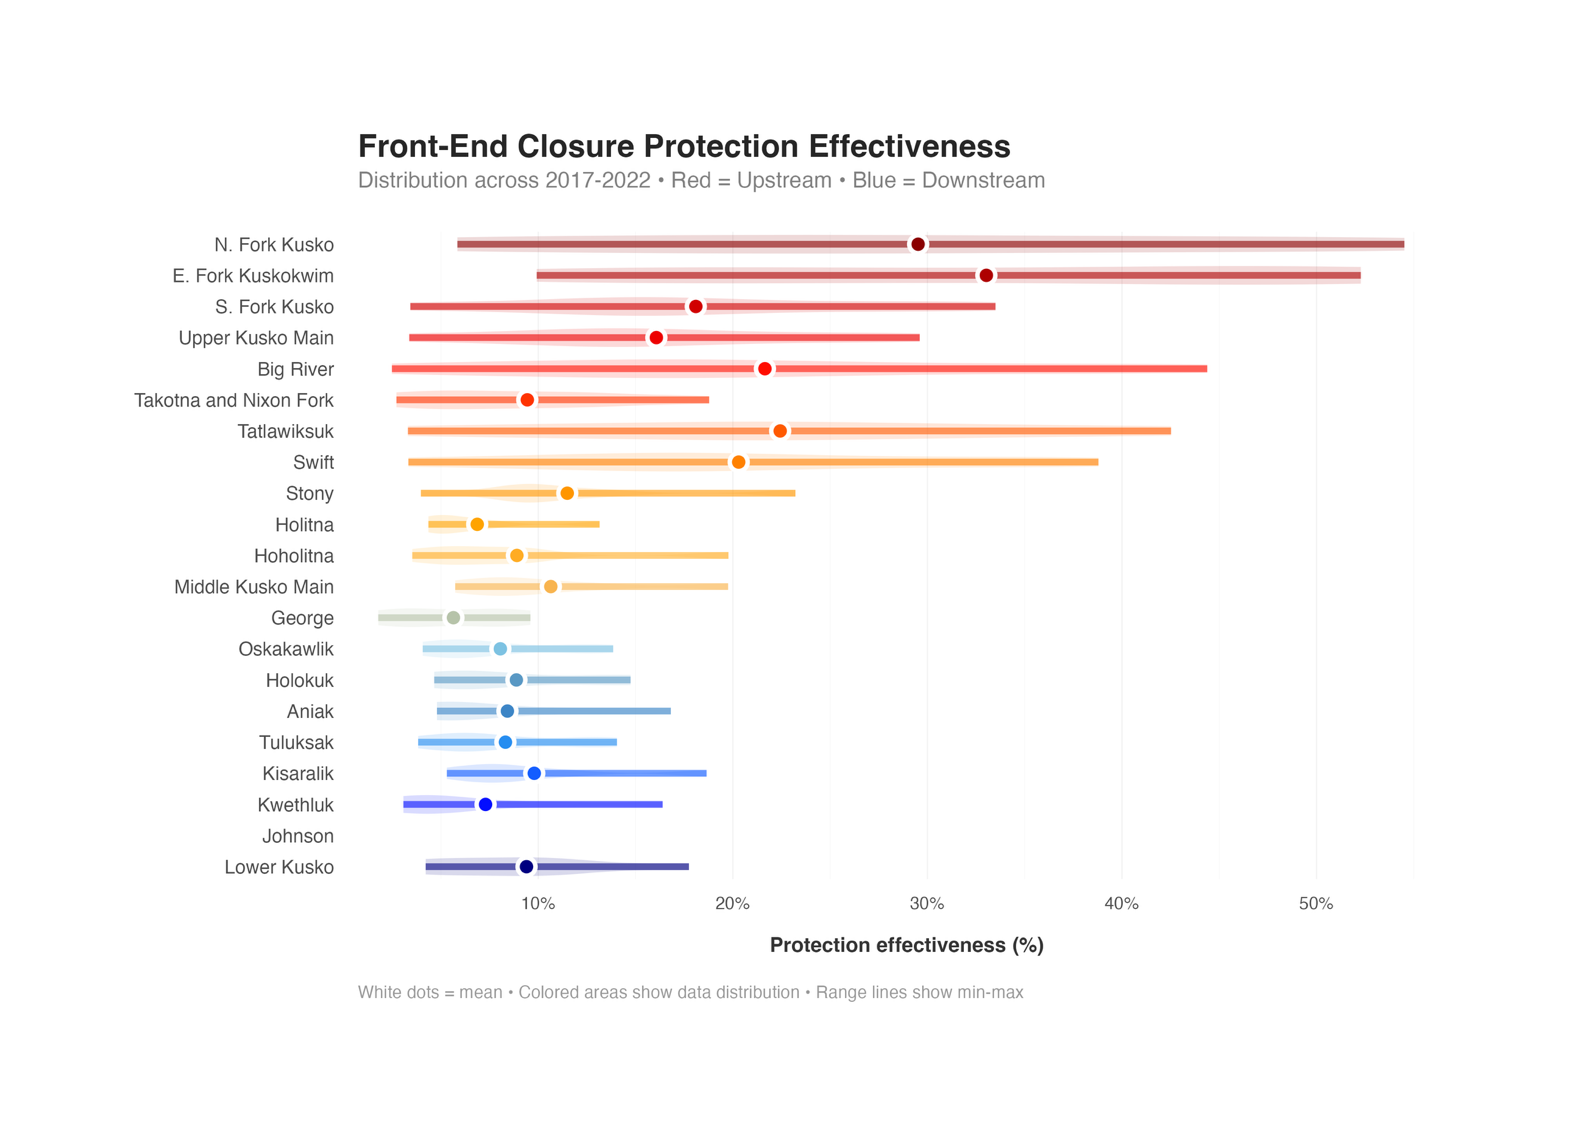 Front-End Closure Protection Effectiveness
Distribution across 2017-2022 • Red = Upstream • Blue = Downstream
N. Fork Kusko
E. Fork Kuskokwim
S. Fork Kusko
Upper Kusko Main
Big River
Takotna and Nixon Fork
Tatlawiksuk
Swift
Stony
Holitna
Hoholitna
Middle Kusko Main
George
Oskakawlik
Holokuk
Aniak
Tuluksak
Kisaralik
Kwethluk
Johnson
Lower Kusko
10% 20% 30% 40% 50%
Protection effectiveness (%)
White dots = mean • Colored areas show data distribution • Range lines show min-max